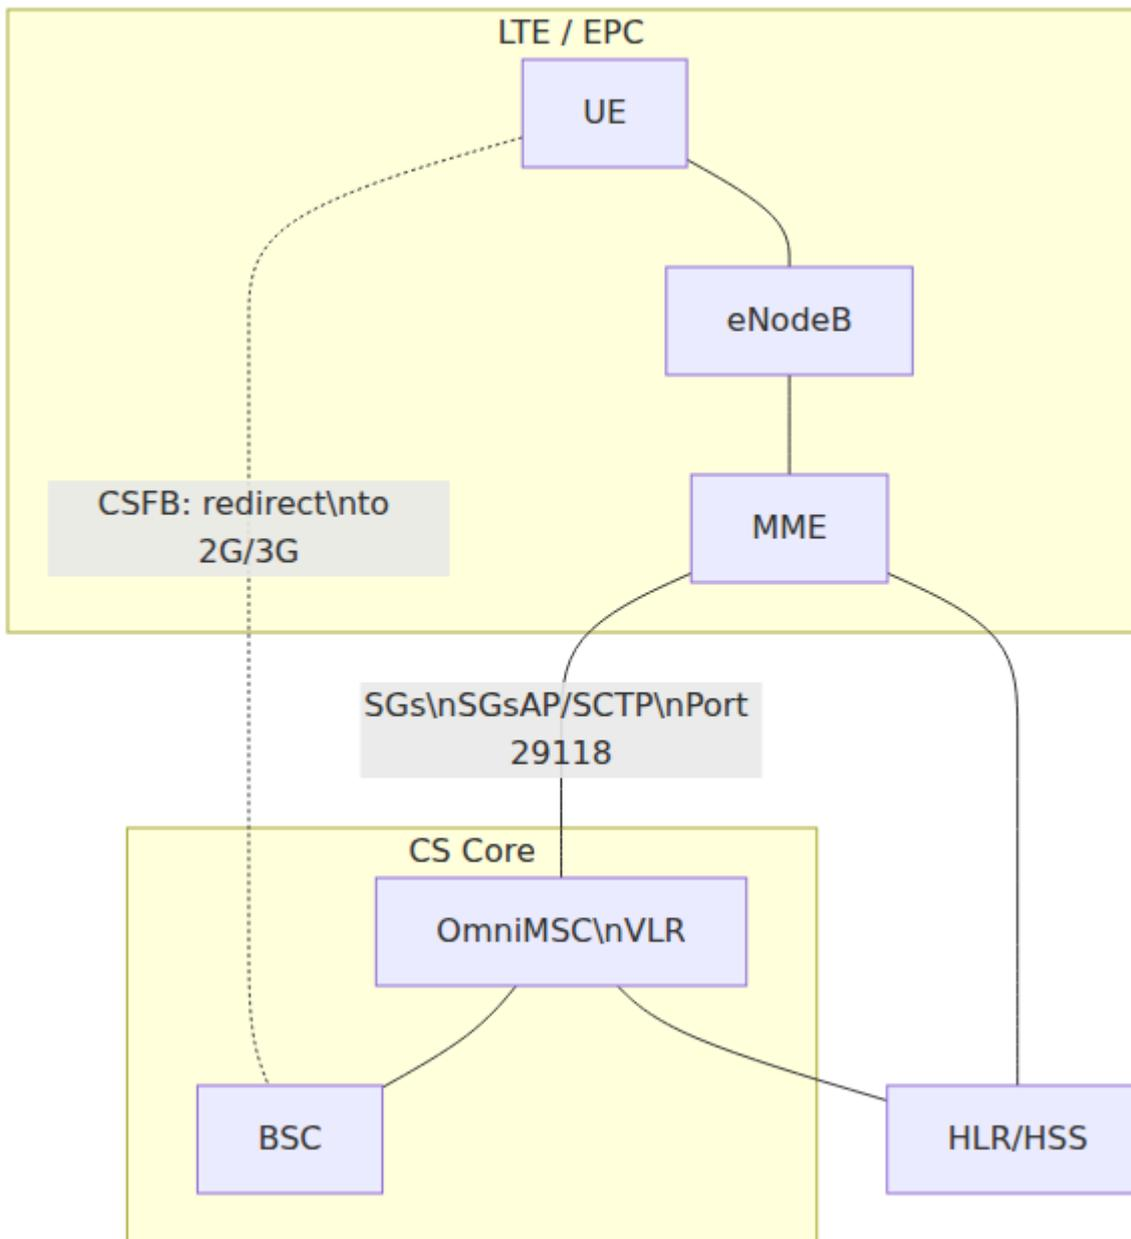 LTE / EPC
UE
eNodeB
CSFB: redirect\nto
2G/3G
MME
SGs\nSGsAP/SCTP\nPort
29118
CS Core
OmniMSC\nVLR
BSC
HLR/HSS